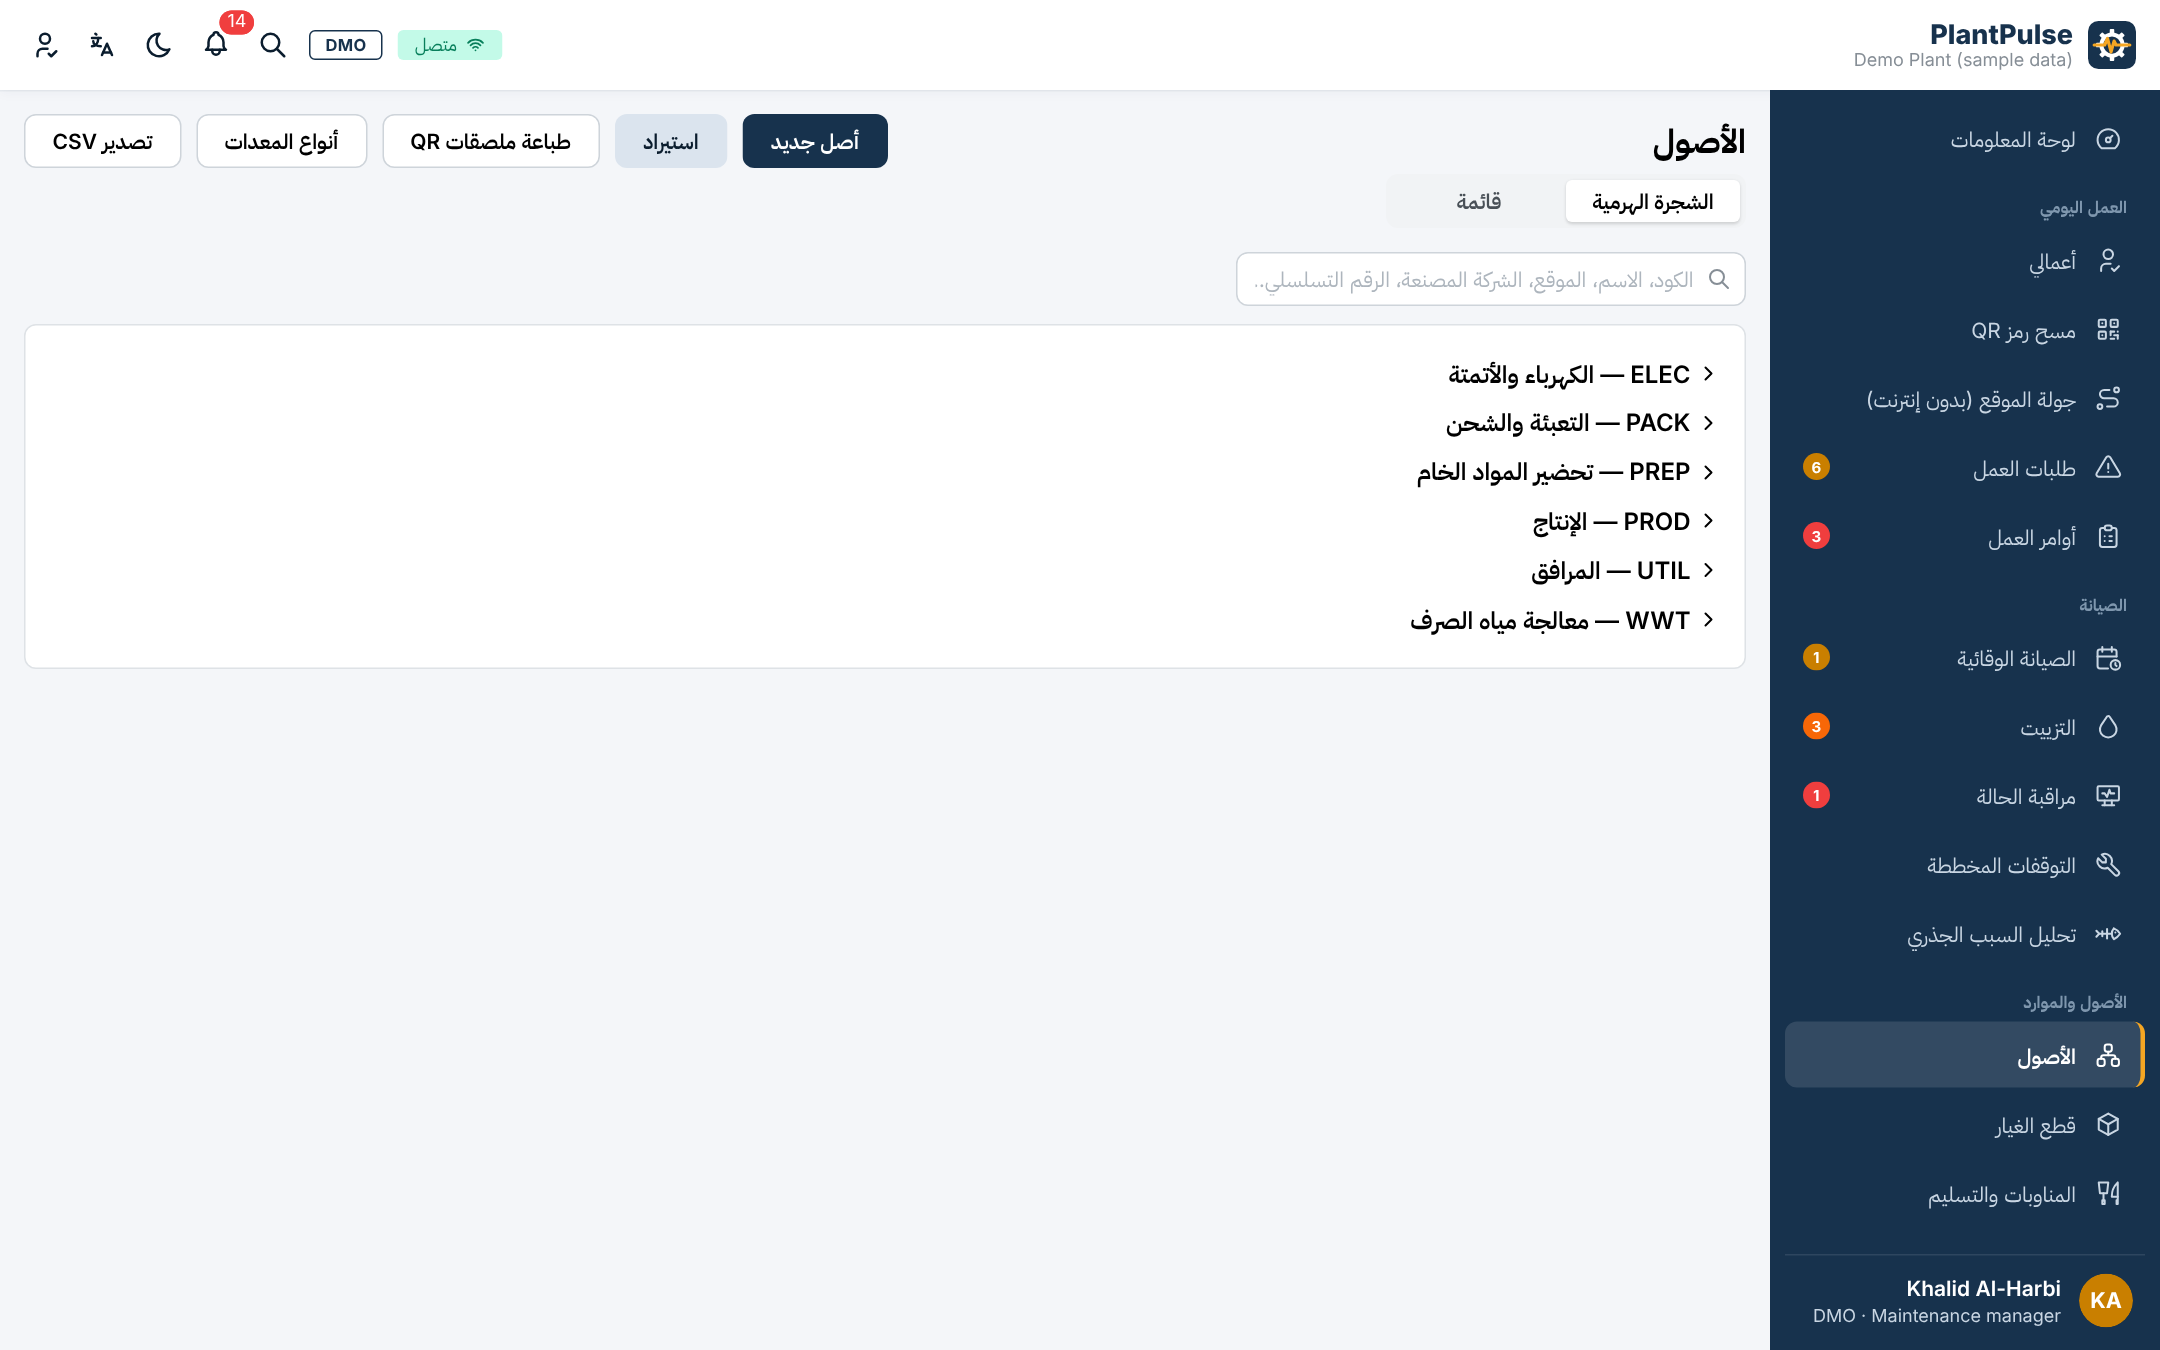 PlantPulse
Demo Plant (sample data)
متصل
DMO
14
لوحة المعلومات
العمل اليومي
أعمالي
مسح رمز QR
جولة الموقع (بدون إنترنت)
طلبات العمل
6
أوامر العمل
3
الصيانة
الصيانة الوقائية
1
التزييت
3
مراقبة الحالة
1
التوقفات المخططة
تحليل السبب الجذري
الأصول والموارد
الأصول
قطع الغيار
المناوبات والتسليم
KA
Khalid Al-Harbi
DMO · Maintenance manager
الأصول
أصل جديد
استيراد
طباعة ملصقات QR
أنواع المعدات
تصدير CSV
الشجرة الهرمية
قائمة
الكود، الاسم، الموقع، الشركة المصنعة، الرقم التسلسلي..
ELEC — الكهرباء والأتمتة
PACK — التعبئة والشحن
PREP — تحضير المواد الخام
PROD — الإنتاج
UTIL — المرافق
WWT — معالجة مياه الصرف